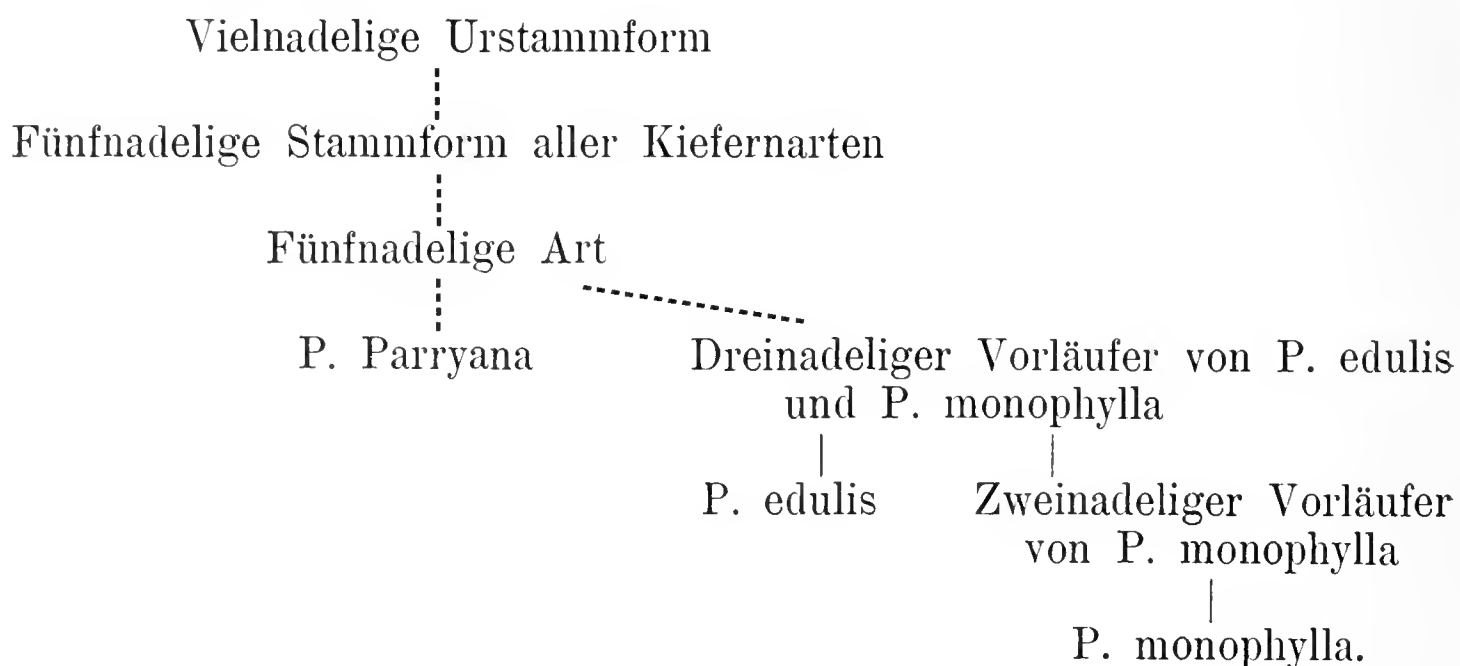 Vielnadelige Urstammform
Fünfnadelige Stammform aller Kiefernarten
Fünfnadelige Art
P. Parryana
Dreinadeliger Vorläufer von P. edulis
und P. monophylla
P. edulis
Zweinadeliger Vorläufer
von P. monophylla
P. monophylla.